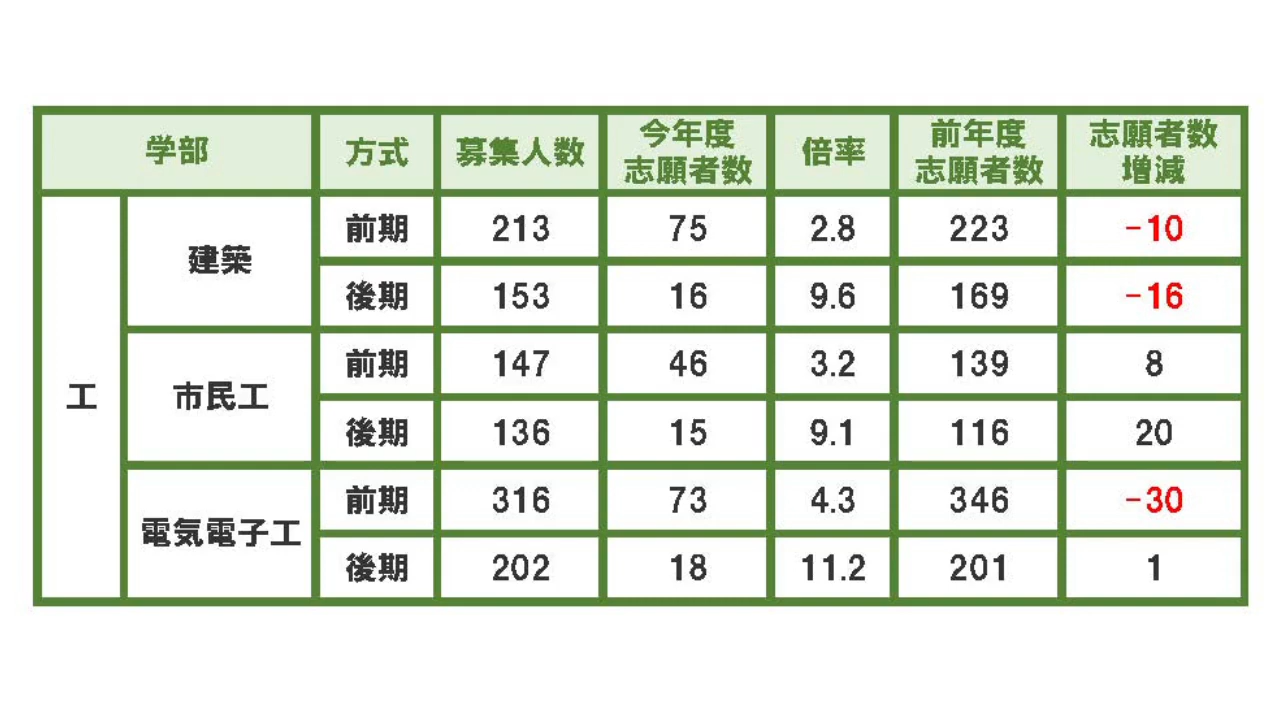 学部 方式 募集人数 今年度 倍率 前年度 志願者数
志願者数 志願者数 増減
工 建築 前期 213 75 2.8 223 -10
後期 153 16 9.6 169 -16
市民工 前期 147 46 3.2 139 8
後期 136 15 9.1 116 20
電気電子工 前期 316 73 4.3 346 -30
後期 202 18 11.2 201 1